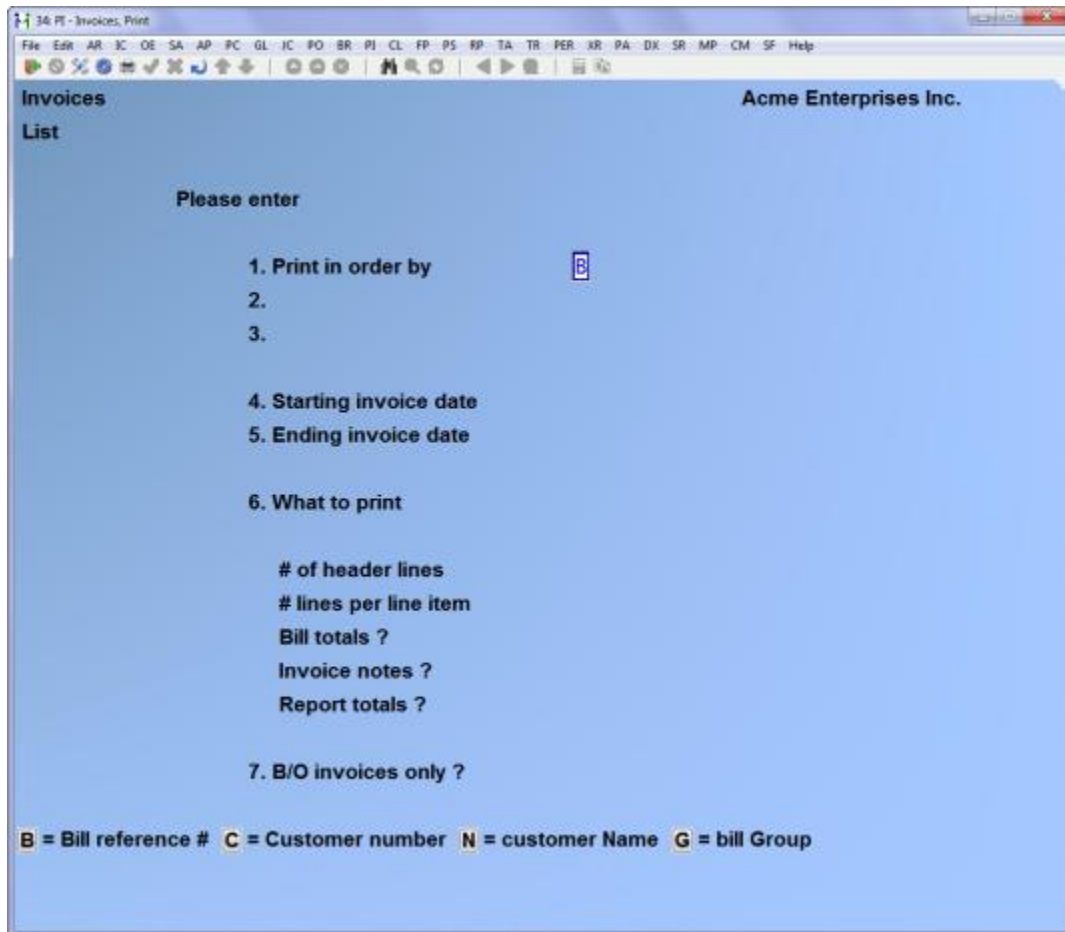 34: PI - Invoices, Print
File Edit AR IC OE SA AP PC GL JC PO BR PI CL FP PS RP TA TR PER XR PA DX SR MP CM SF Help
Invoices Acme Enterprises Inc.
List
Please enter
1. Print in order by B
2.
3.
4. Starting invoice date
5. Ending invoice date
6. What to print
# of header lines
# lines per line item
Bill totals ?
Invoice notes ?
Report totals ?
7. B/O invoices only ?
B = Bill reference # C = Customer number N = customer Name G = bill Group